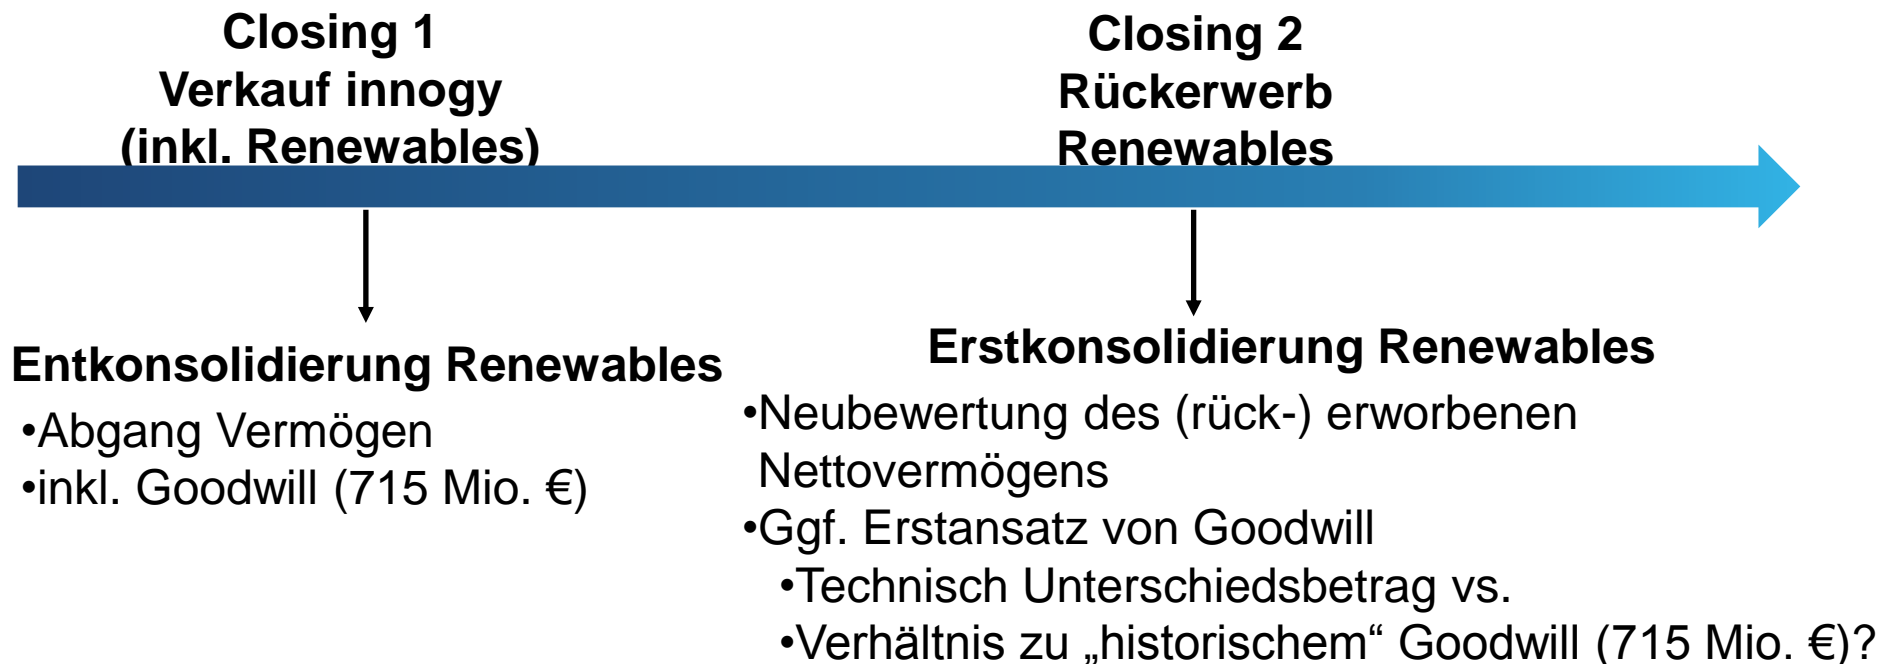 Closing 1
Verkauf innogy
(inkl. Renewables)
Closing 2
Rückerwerb
Renewables
Entkonsolidierung Renewables
•Abgang Vermögen
•inkl. Goodwill (715 Mio. €)
Erstkonsolidierung Renewables
•Neubewertung des (rück-) erworbenen
Nettovermögens
•Ggf. Erstansatz von Goodwill
•Technisch Unterschiedsbetrag vs.
•Verhältnis zu „historischem“ Goodwill (715 Mio. €)?